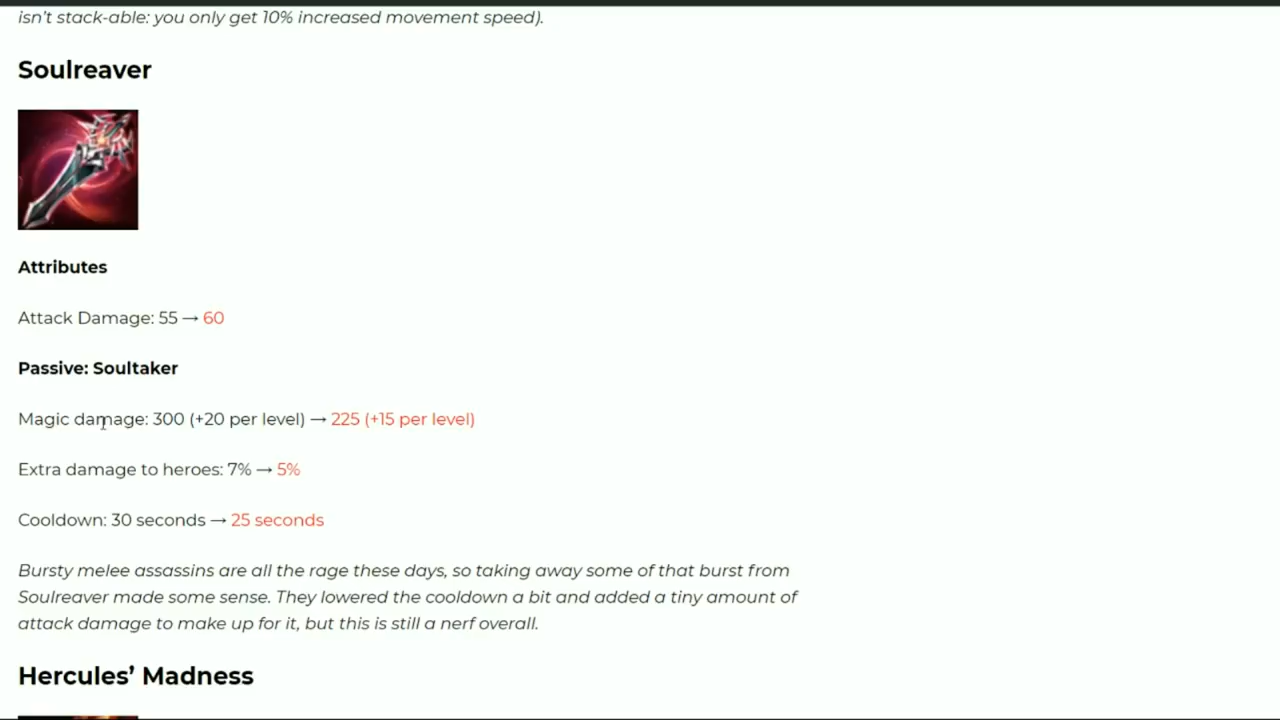 isn't stack-able: you only get 10% increased movement speed).
Soulreaver
Attributes
Attack Damage: 55 → 60
Passive: Soultaker
Magic damage: 300 (+20 per level) → 225 (+15 per level)
Extra damage to heroes: 7% → 5%
Cooldown: 30 seconds → 25 seconds
Bursty melee assassins are all the rage these days, so taking away some of that burst from
Soulreaver made some sense. They lowered the cooldown a bit and added a tiny amount of
attack damage to make up for it, but this is still a nerf overall.
Hercules’ Madness